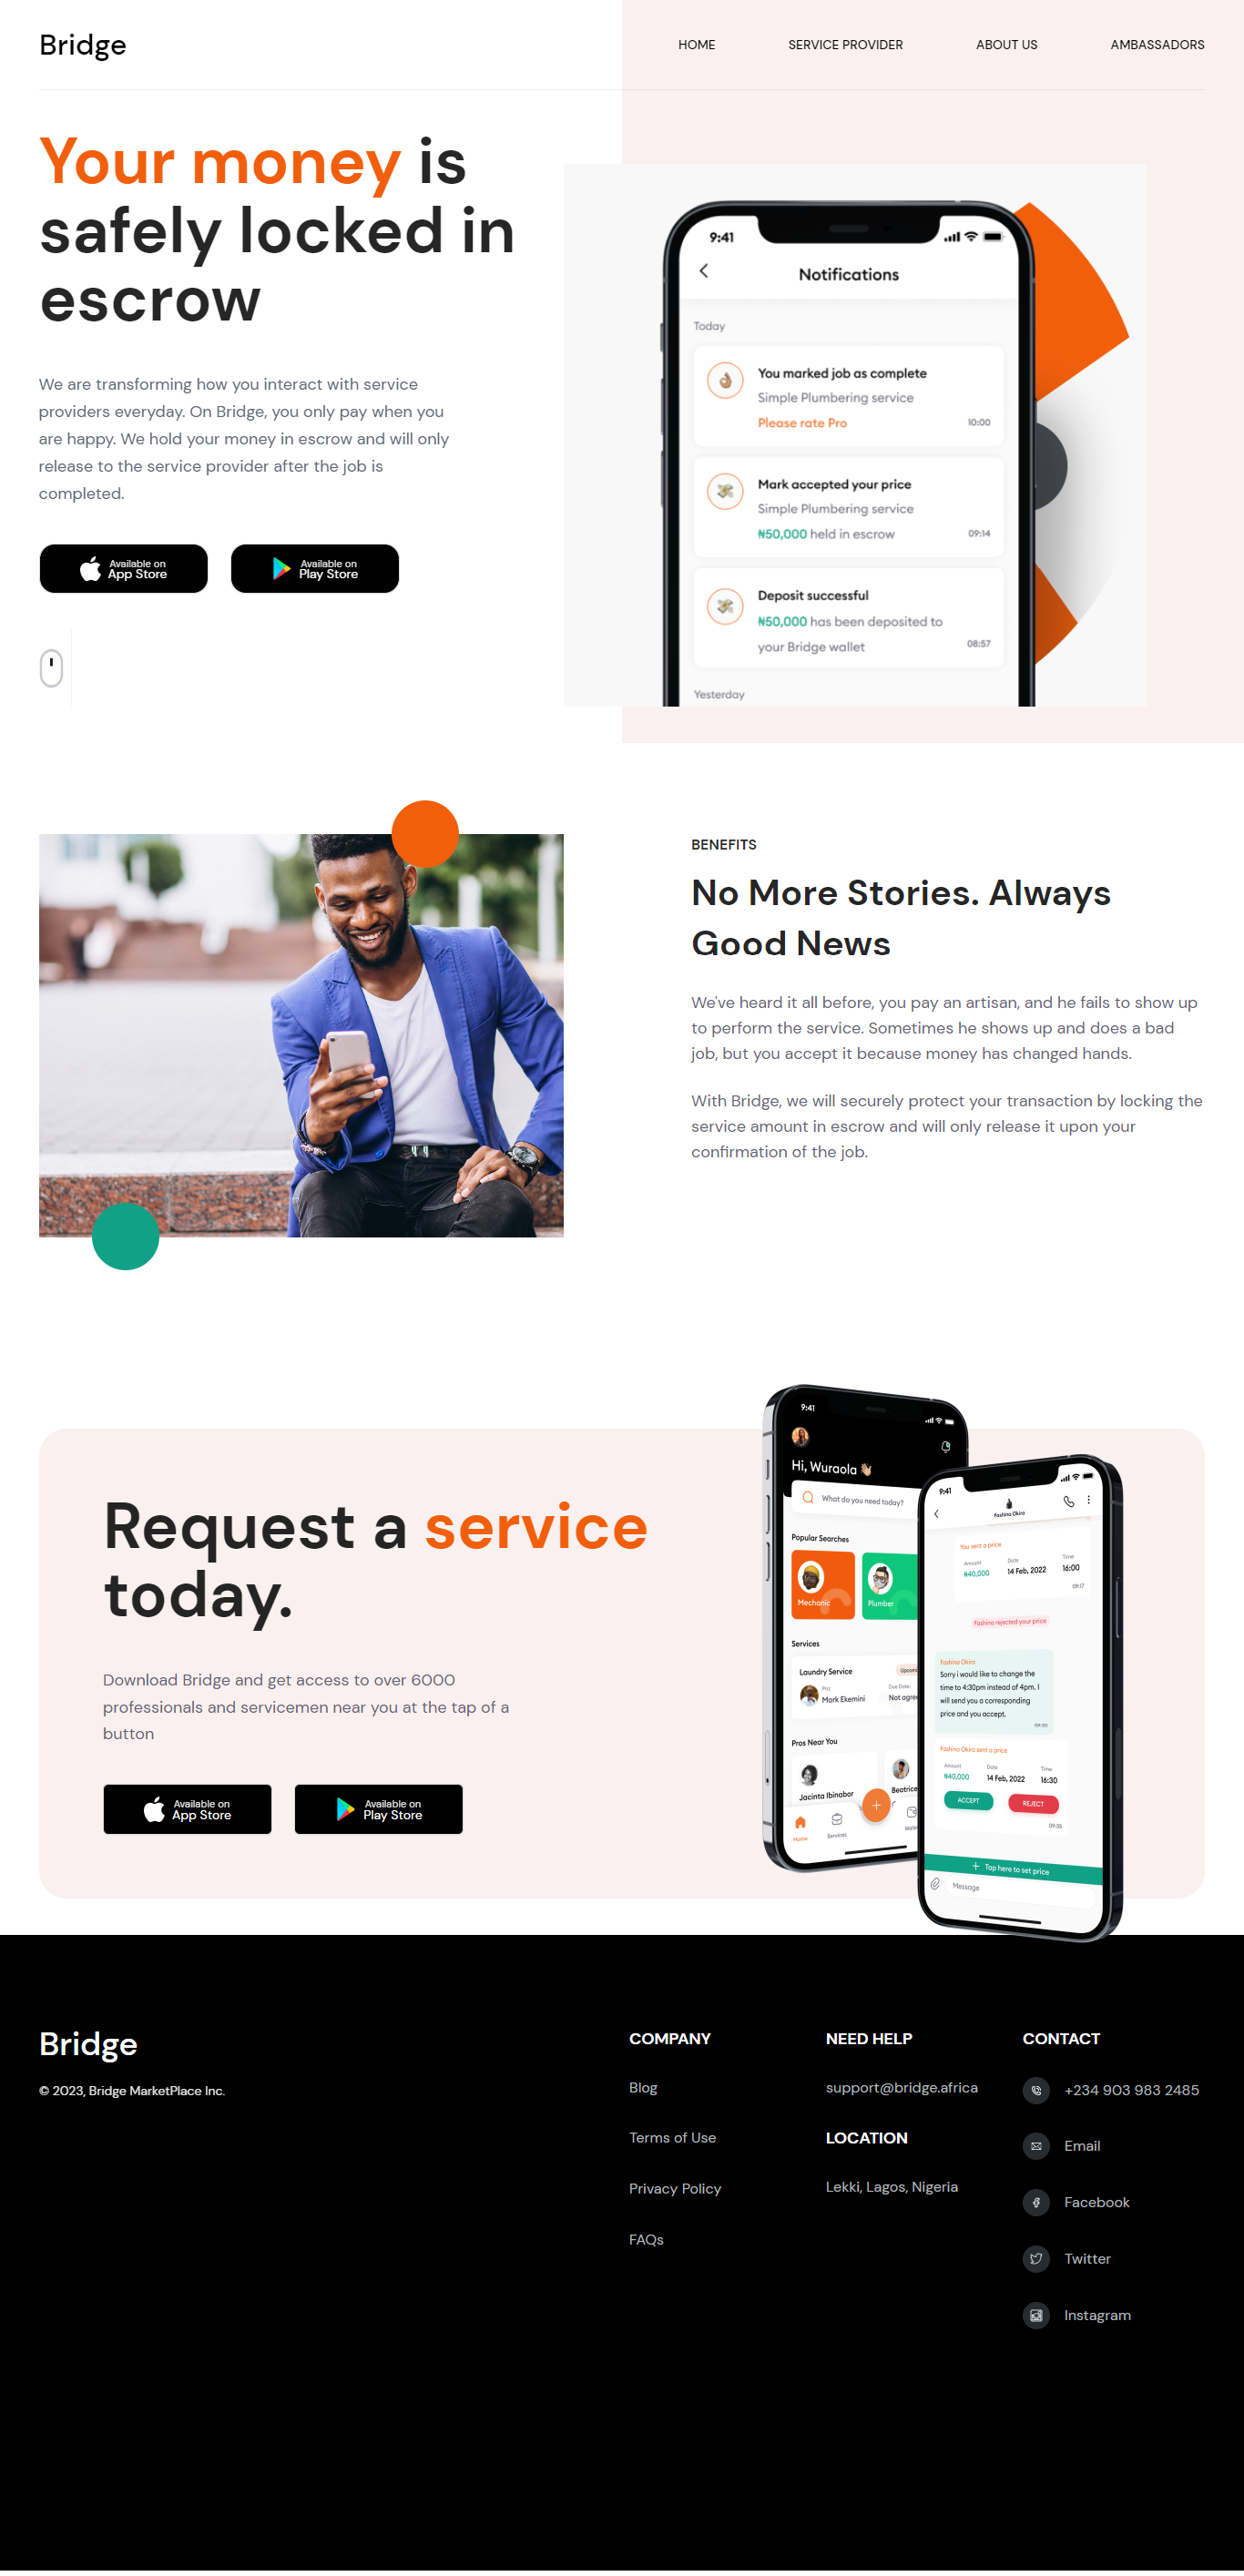 Bridge
HOME
SERVICE PROVIDER
ABOUT US
AMBASSADORS
Your money is
safely locked in
escrow
We are transforming how you interact with service
providers everyday. On Bridge, you only pay when you
are happy. We hold your money in escrow and will only
release to the service provider after the job is
completed.
Available on
App Store
Available on
Play Store
9:41
Notifications
Today
You marked job as complete
Simple Plumbering service
Please rate Pro
10:00
Mark accepted your price
Simple Plumbering service
₦50,000 held in escrow
09:14
Deposit successful
₦50,000 has been deposited to
your Bridge wallet
08:57
Yesterday
BENEFITS
No More Stories. Always
Good News
We've heard it all before, you pay an artisan, and he fails to show up
to perform the service. Sometimes he shows up and does a bad
job, but you accept it because money has changed hands.
With Bridge, we will securely protect your transaction by locking the
service amount in escrow and will only release it upon your
confirmation of the job.
Request a service
today.
Download Bridge and get access to over 6000
professionals and servicemen near you at the tap of a
button
Available on
App Store
Available on
Play Store
9:41
Hi, Wuraola
What do you need today?
Popular Searches
Mechanic
Plumber
Services
Laundry Service
Upcomi
Pro:
Mark Ekemini
Due Date:
Not agre
Pros Near You
Jacinta Ibinabor
Beatrice
Home
Services
Walle
9:41
Fashina Okiro
You sent a price
Amount
₦40,000
Date
14 Feb, 2022
Time
16:00
09:17
Fashina rejected your price
Fashina Okiro
Sorry i would like to change the
time to 4:30pm instead of 4pm. I
will send you a corresponding
price and you accept.
09:30
Fashina Okiro sent a price
Amount
₦40,000
Date
14 Feb, 2022
Time
16:30
ACCEPT
REJECT
09:35
+ Tap here to set price
Message
Bridge
© 2023, Bridge MarketPlace Inc.
COMPANY
Blog
Terms of Use
Privacy Policy
FAQs
NEED HELP
support@bridge.africa
LOCATION
Lekki, Lagos, Nigeria
CONTACT
+234 903 983 2485
Email
Facebook
Twitter
Instagram